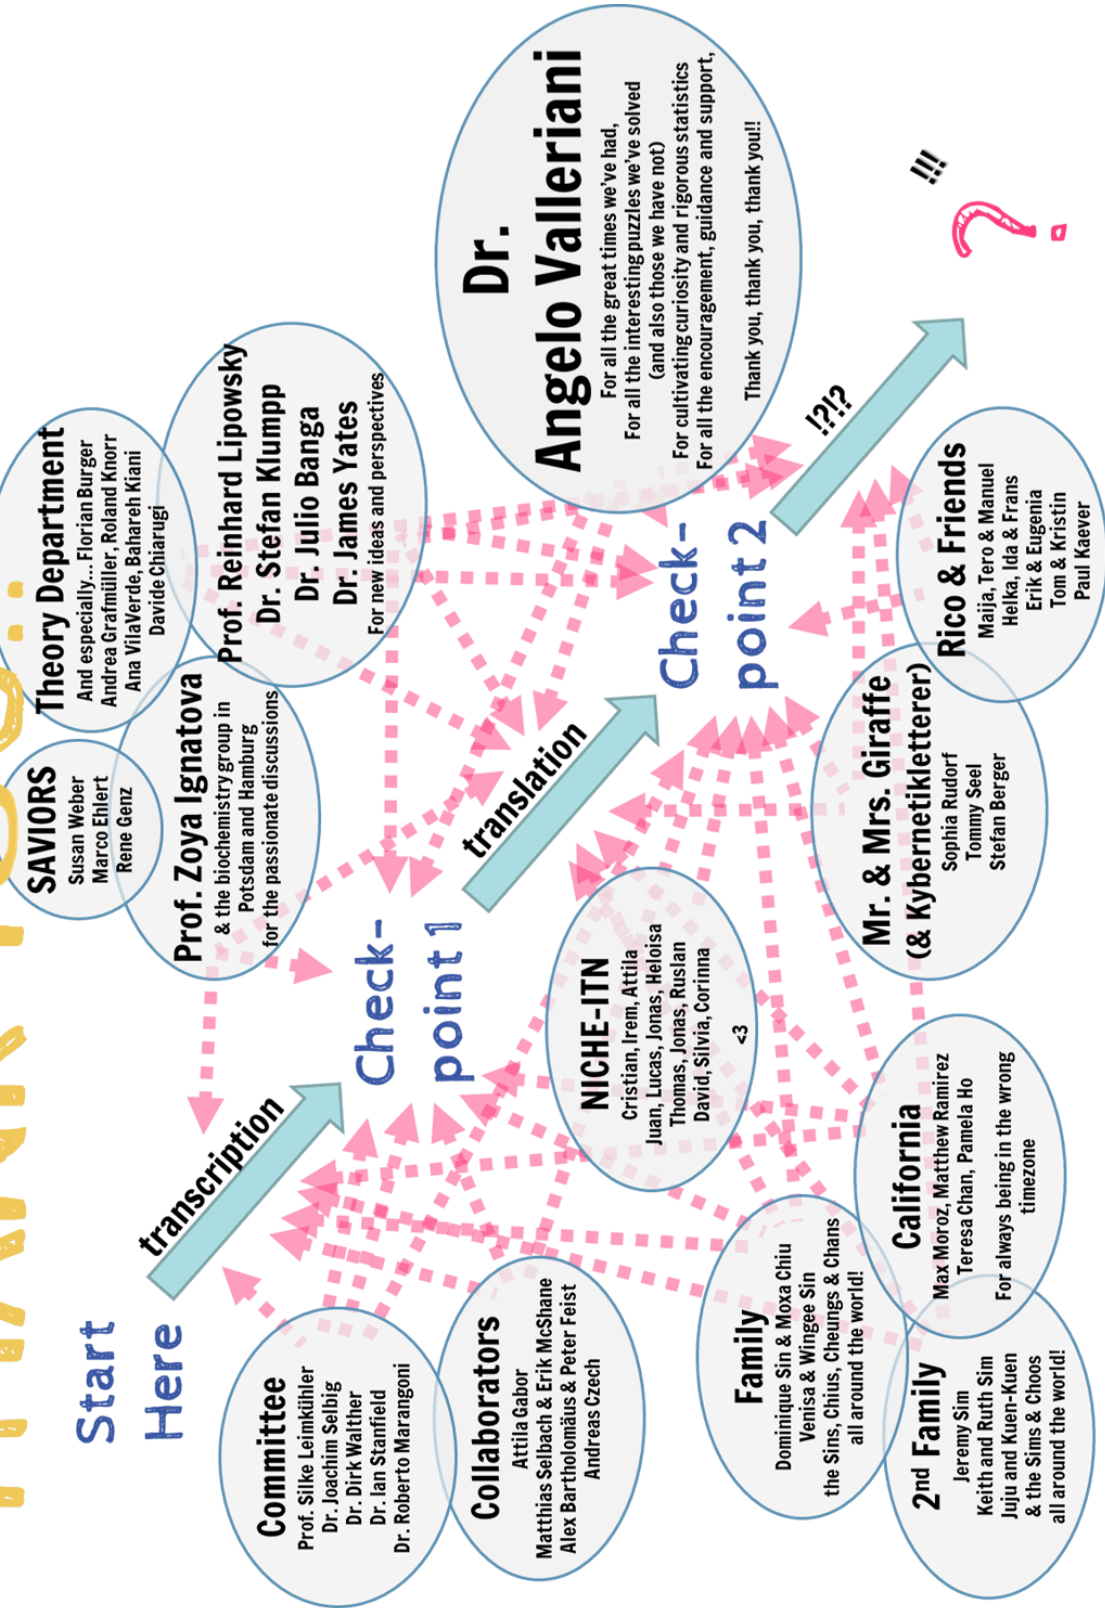 Start
Here
transcription
Check-
point 1
translation
Check-
point 2
!?!?
!!!
?
SAVIORS
Susan Weber
Marco Ehlert
Rene Genz
Theory Department
And especially... Florian Burger
Andrea Grafmüller, Roland Knorr
Ana VilaVerde, Bahareh Kiani
Davide Chiarugi
Prof. Zoya Ignatova
& the biochemistry group in
Potsdam and Hamburg
for the passionate discussions
Prof. Reinhard Lipowsky
Dr. Stefan Klumpp
Dr. Julio Banga
Dr. James Yates
For new ideas and perspectives
Dr.
Angelo Valleriani
For all the great times we've had,
For all the interesting puzzles we've solved
(and also those we have not)
For cultivating curiosity and rigorous statistics
For all the encouragement, guidance and support,
Thank you, thank you, thank you!!
Committee
Prof. Silke Leimkühler
Dr. Joachim Selbig
Dr. Dirk Walther
Dr. Ian Stanfield
Dr. Roberto Marangoni
Collaborators
Attila Gabor
Matthias Selbach & Erik McShane
Alex Bartholomäus & Peter Feist
Andreas Czech
NICHE-ITN
Cristian, Irem, Attila
Juan, Lucas, Jonas, Heloisa
Thomas, Jonas, Ruslan
David, Silvia, Corinna
<3
Family
Dominique Sin & Moxa Chiu
Venisa & Wingee Sin
the Sins, Chius, Cheungs & Chans
all around the world!
2nd Family
Jeremy Sim
Keith and Ruth Sim
Juju and Kuen-Kuen
& the Sims & Choos
all around the world!
California
Max Moroz, Matthew Ramirez
Teresa Chan, Pamela Ho
For always being in the wrong
timezone
Mr. & Mrs. Giraffe
(& Kybernetikletterer)
Sophia Rudorf
Tommy Seel
Stefan Berger
Rico & Friends
Maija, Tero & Manuel
Helka, Ida & Frans
Erik & Eugenia
Tom & Kristin
Paul Kaever